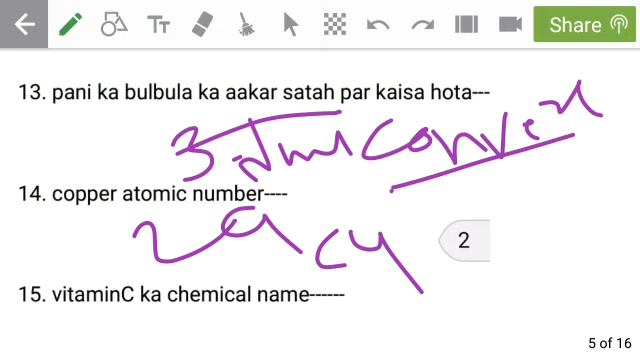 Share
13. pani ka bulbula ka aakar satah par kaisa hota---
उत्तल convex
14. copper atomic number----
29 Cu
2
15. vitaminC ka chemical name------
5 of 16